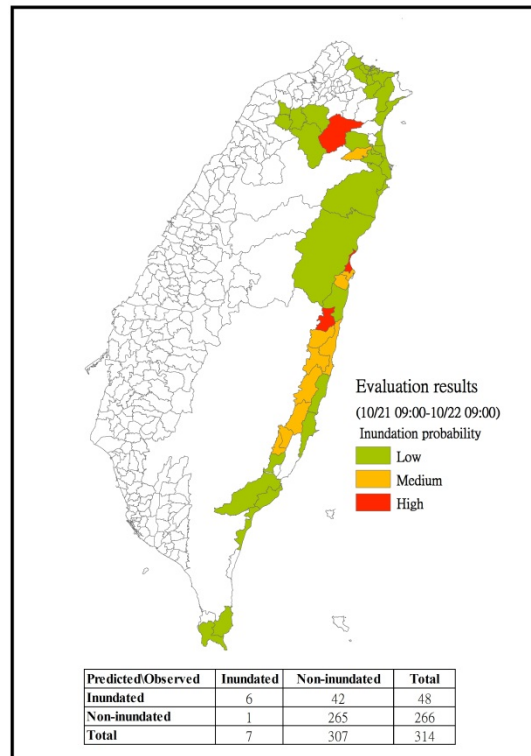 Evaluation results
(10/21 09:00-10/22 09:00)
Inundation probability
Low
Medium
High
Predicted\Observed Inundated Non-inundated Total
Inundated 6 42 48
Non-inundated 1 265 266
Total 7 307 314